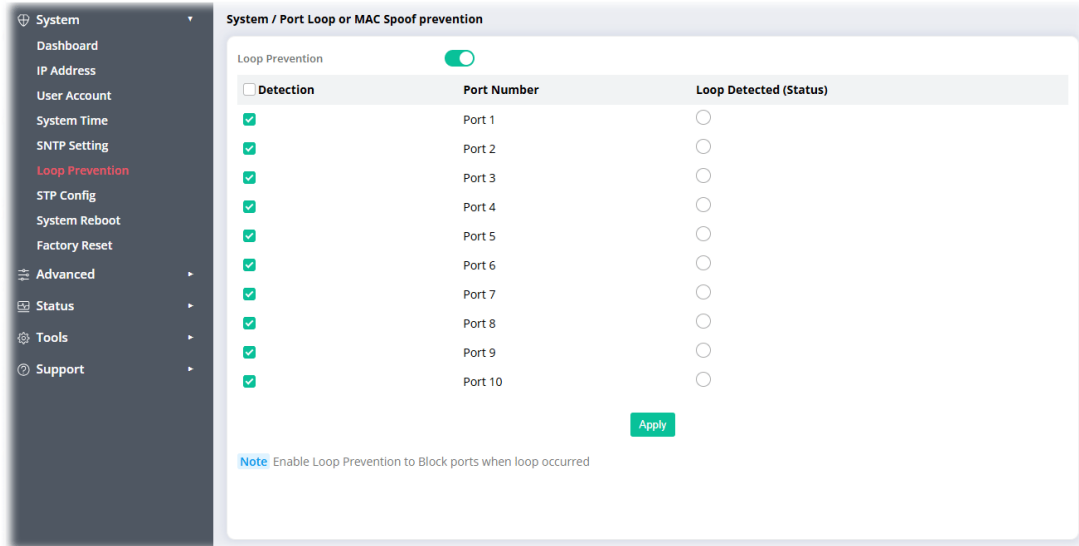 System
Dashboard
IP Address
User Account
System Time
SNTP Setting
Loop Prevention
STP Config
System Reboot
Factory Reset
Advanced
Status
Tools
Support
System / Port Loop or MAC Spoof prevention
Loop Prevention
Detection Port Number Loop Detected (Status)
Port 1
Port 2
Port 3
Port 4
Port 5
Port 6
Port 7
Port 8
Port 9
Port 10
Apply
Note Enable Loop Prevention to Block ports when loop occurred